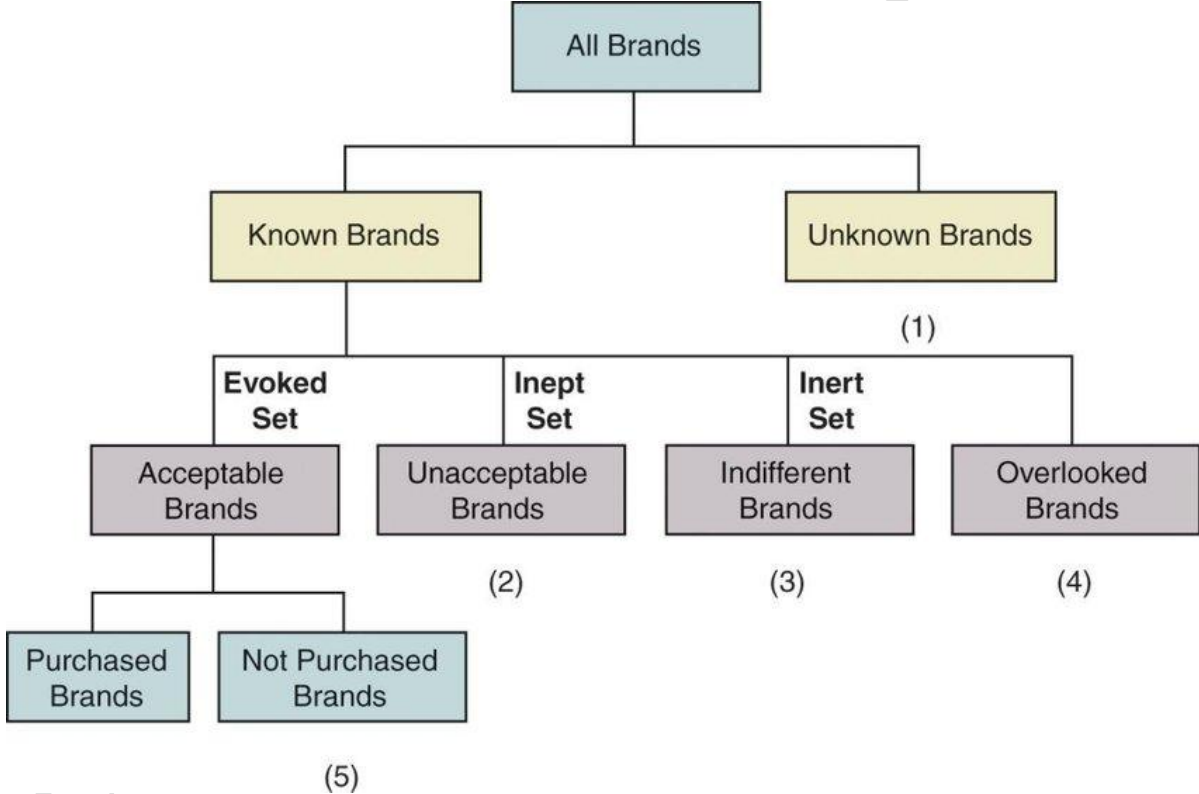 All Brands
Known Brands
Unknown Brands
(1)
Evoked
Set
Inept
Set
Inert
Set
Acceptable
Brands
Unacceptable
Brands
Indifferent
Brands
Overlooked
Brands
(2)
(3)
(4)
Purchased
Brands
Not Purchased
Brands
(5)